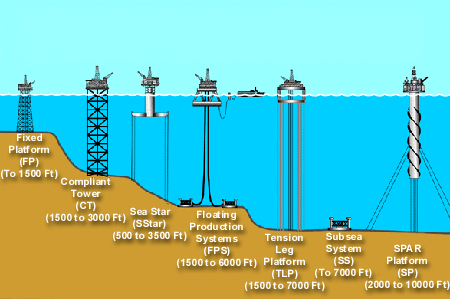 Fixed
Platform
(FP)
(To 1500 Ft)
Compliant
Tower
(CT)
(1500 to 3000 Ft)
Sea Star
(SStar)
(500 to 3500 Ft)
Floating
Production
Systems
(FPS)
(1500 to 6000 Ft)
Tension
Leg
Platform
(TLP)
(1500 to 7000 Ft)
Subsea
System
(SS)
(To 7000 Ft)
SPAR
Platform
(SP)
(2000 to 10000 Ft)